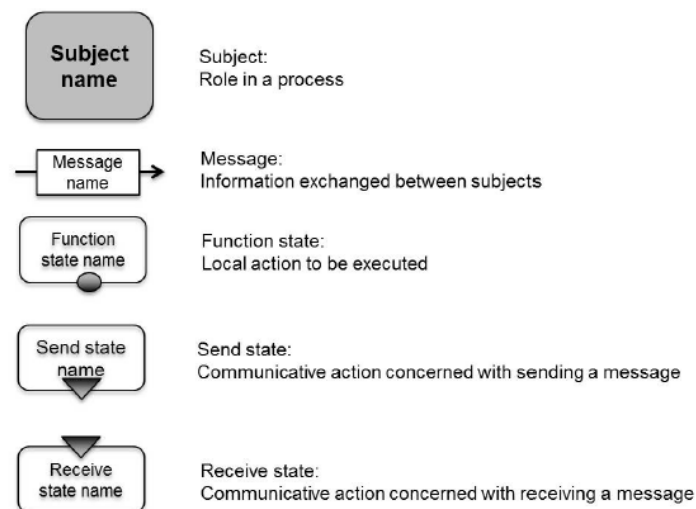 Subject
name
Subject:
Role in a process
Message
name
Message:
Information exchanged between subjects
Function
state name
Function state:
Local action to be executed
Send state
name
Send state:
Communicative action concerned with sending a message
Receive
state name
Receive state:
Communicative action concerned with receiving a message